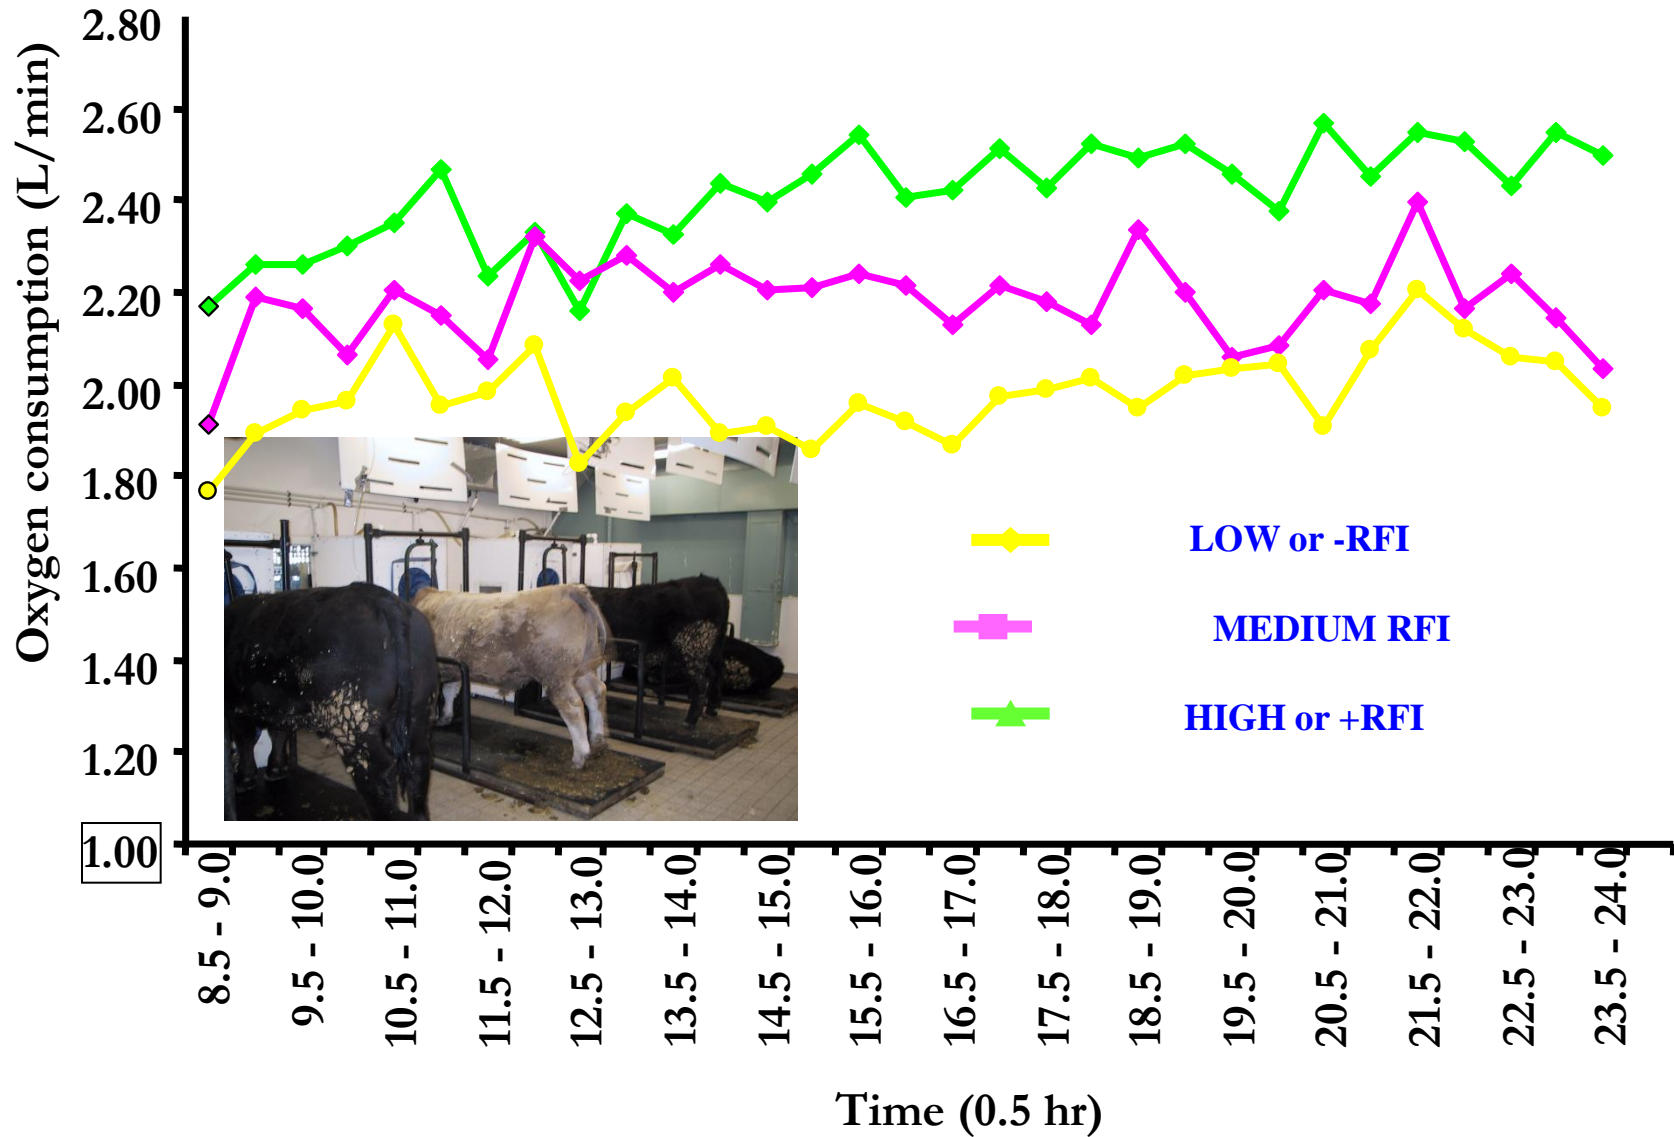 Oxygen consumption (L/min)
2.80
2.60
2.40
2.20
2.00
1.80
1.60
1.40
1.20
1.00
LOW or -RFI
MEDIUM RFI
HIGH or +RFI
8.5 - 9.0
9.5 - 10.0
10.5 - 11.0
11.5 - 12.0
12.5 - 13.0
13.5 - 14.0
14.5 - 15.0
15.5 - 16.0
16.5 - 17.0
17.5 - 18.0
18.5 - 19.0
19.5 - 20.0
20.5 - 21.0
21.5 - 22.0
22.5 - 23.0
23.5 - 24.0
Time (0.5 hr)